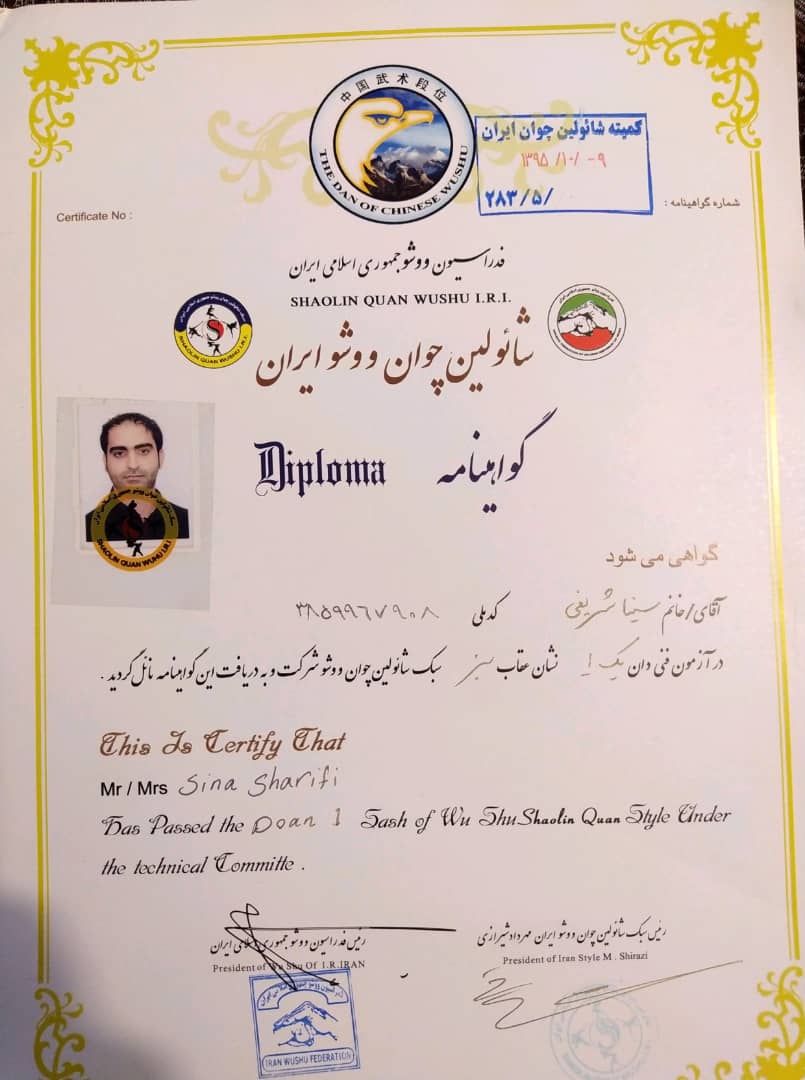 中国武术段位
THE DAN OF CHINESE WUSHU
کمیته شائولین چوان ایران
۱۳۹۵/۱۰/-۹
۲۸۳/۵/
شماره گواهینامه :
Certificate No :
فدراسیون ووشو جمهوری اسلامی ایران
SHAOLIN QUAN WUSHU I.R.I.
SHAOLIN QUAN WUSHU I.R.I.
شائولین چوان ووشو ایران
Diploma گواهینامه
SHAOLIN QUAN WUSHU I.R.I
گواهی می شود
آقای/خانم سینا شریفی کدملی ۳۸۵۹۹۶۷۹۰۸
در آزمون فنی دان یک ۱ نشان عقاب سبز سبک شائولین چوان ووشو شرکت و به دریافت این گواهینامه نائل گردید .
This Is Certify That
Mr / Mrs Sina Sharifi
Has Passed the Doan 1 Sash of Wu Shu Shaolin Quan Style Under
the technical Committe .
رئیس سبک شائولین چوان ووشو ایران مهرداد شیرازی
President of Iran Style M . Shirazi
رئیس فدراسیون ووشو جمهوری اسلامی ایران
President of Wu Shu Of I.R.IRAN
IRAN WUSHU FEDERATION